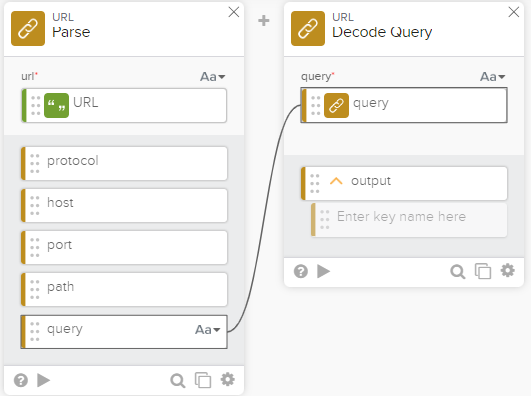 URL
Parse
url*
Aa
URL
protocol
host
port
path
query
Aa
URL
Decode Query
query*
Aa
query
output
Enter key name here